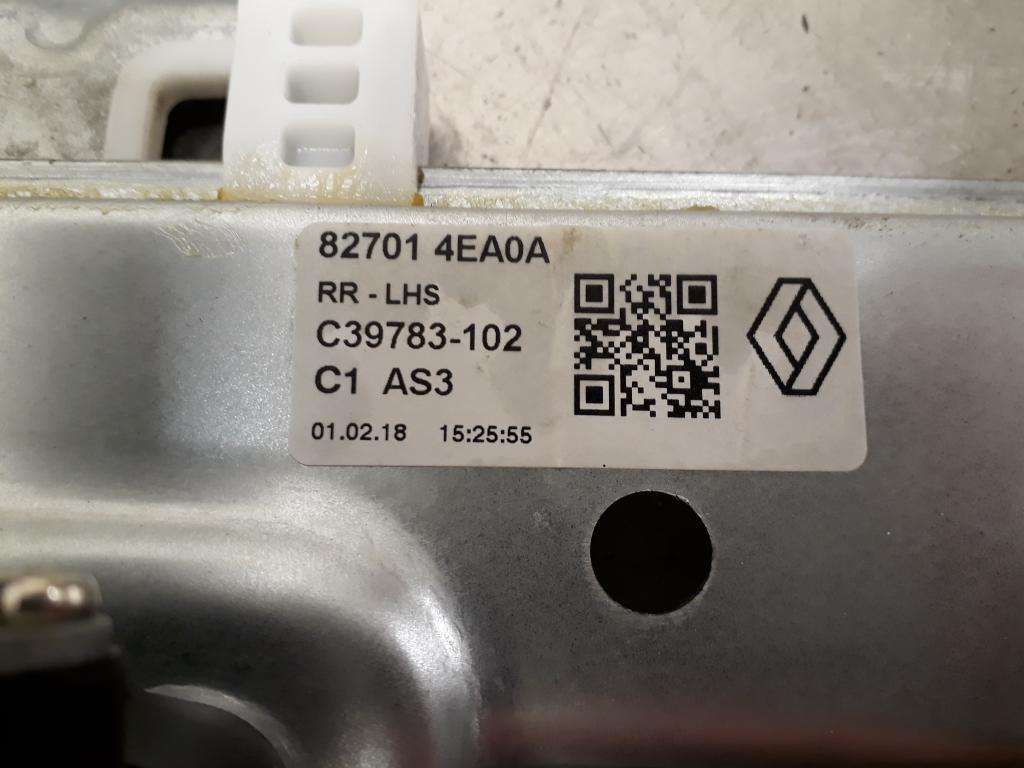 82701 4EA0A
RR - LHS
C39783-102
C1 AS3
01.02.18 15:25:55